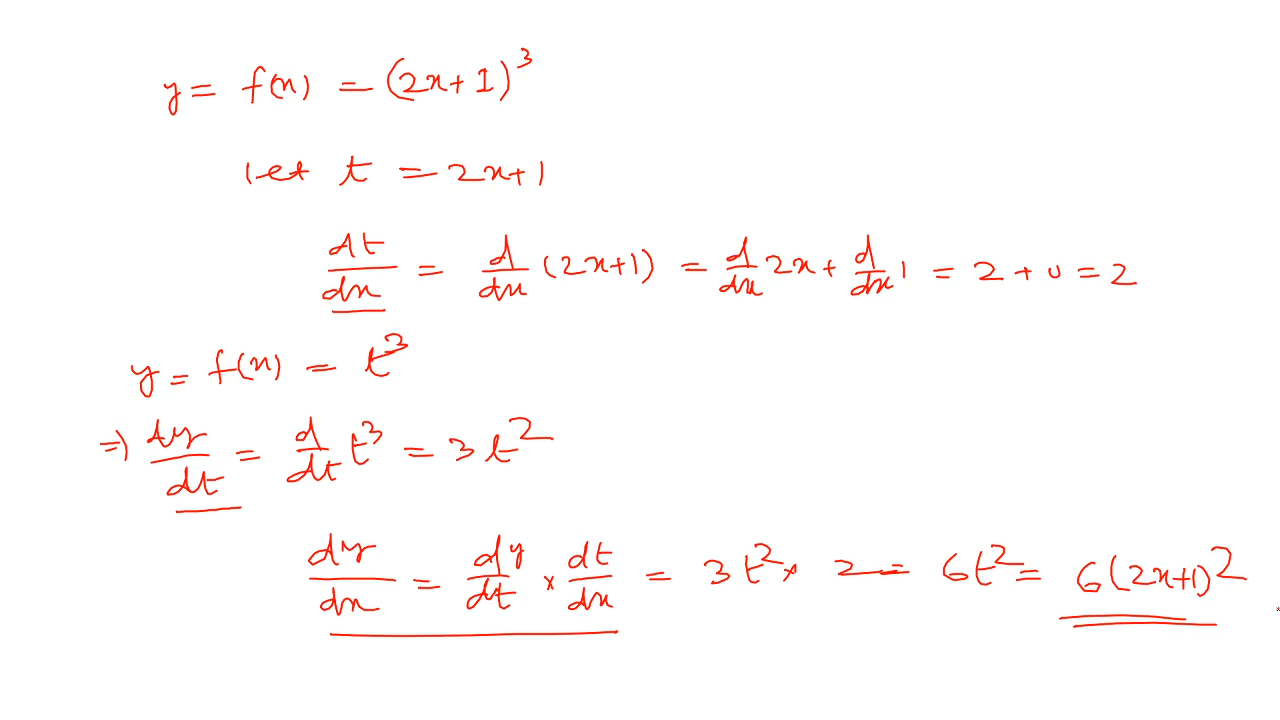 y = f(x) = (2x+1)^3
let t = 2x+1
dt/dx = d/dx (2x+1) = d/dx 2x + d/dx 1 = 2 + 0 = 2
y = f(x) = t^3
⇒ dy/dt = d/dt t^3 = 3t^2
dy/dx = dy/dt × dt/dx = 3t^2 × 2 = 6t^2 = 6(2x+1)^2